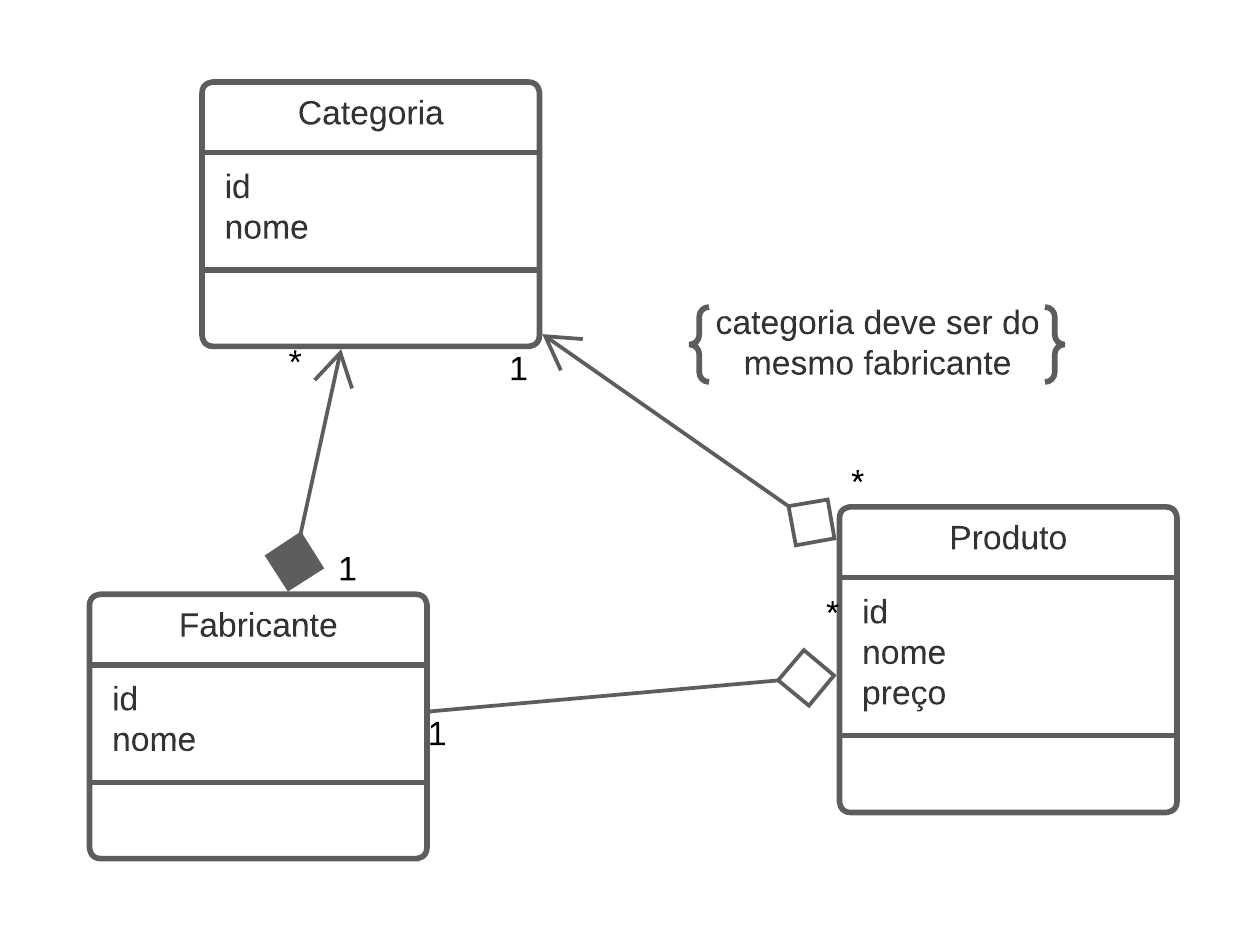 Categoria
id
nome
* 
1
{categoria deve ser do
mesmo fabricante}
*
1
Fabricante
id
nome
1
*
Produto
id
nome
preço